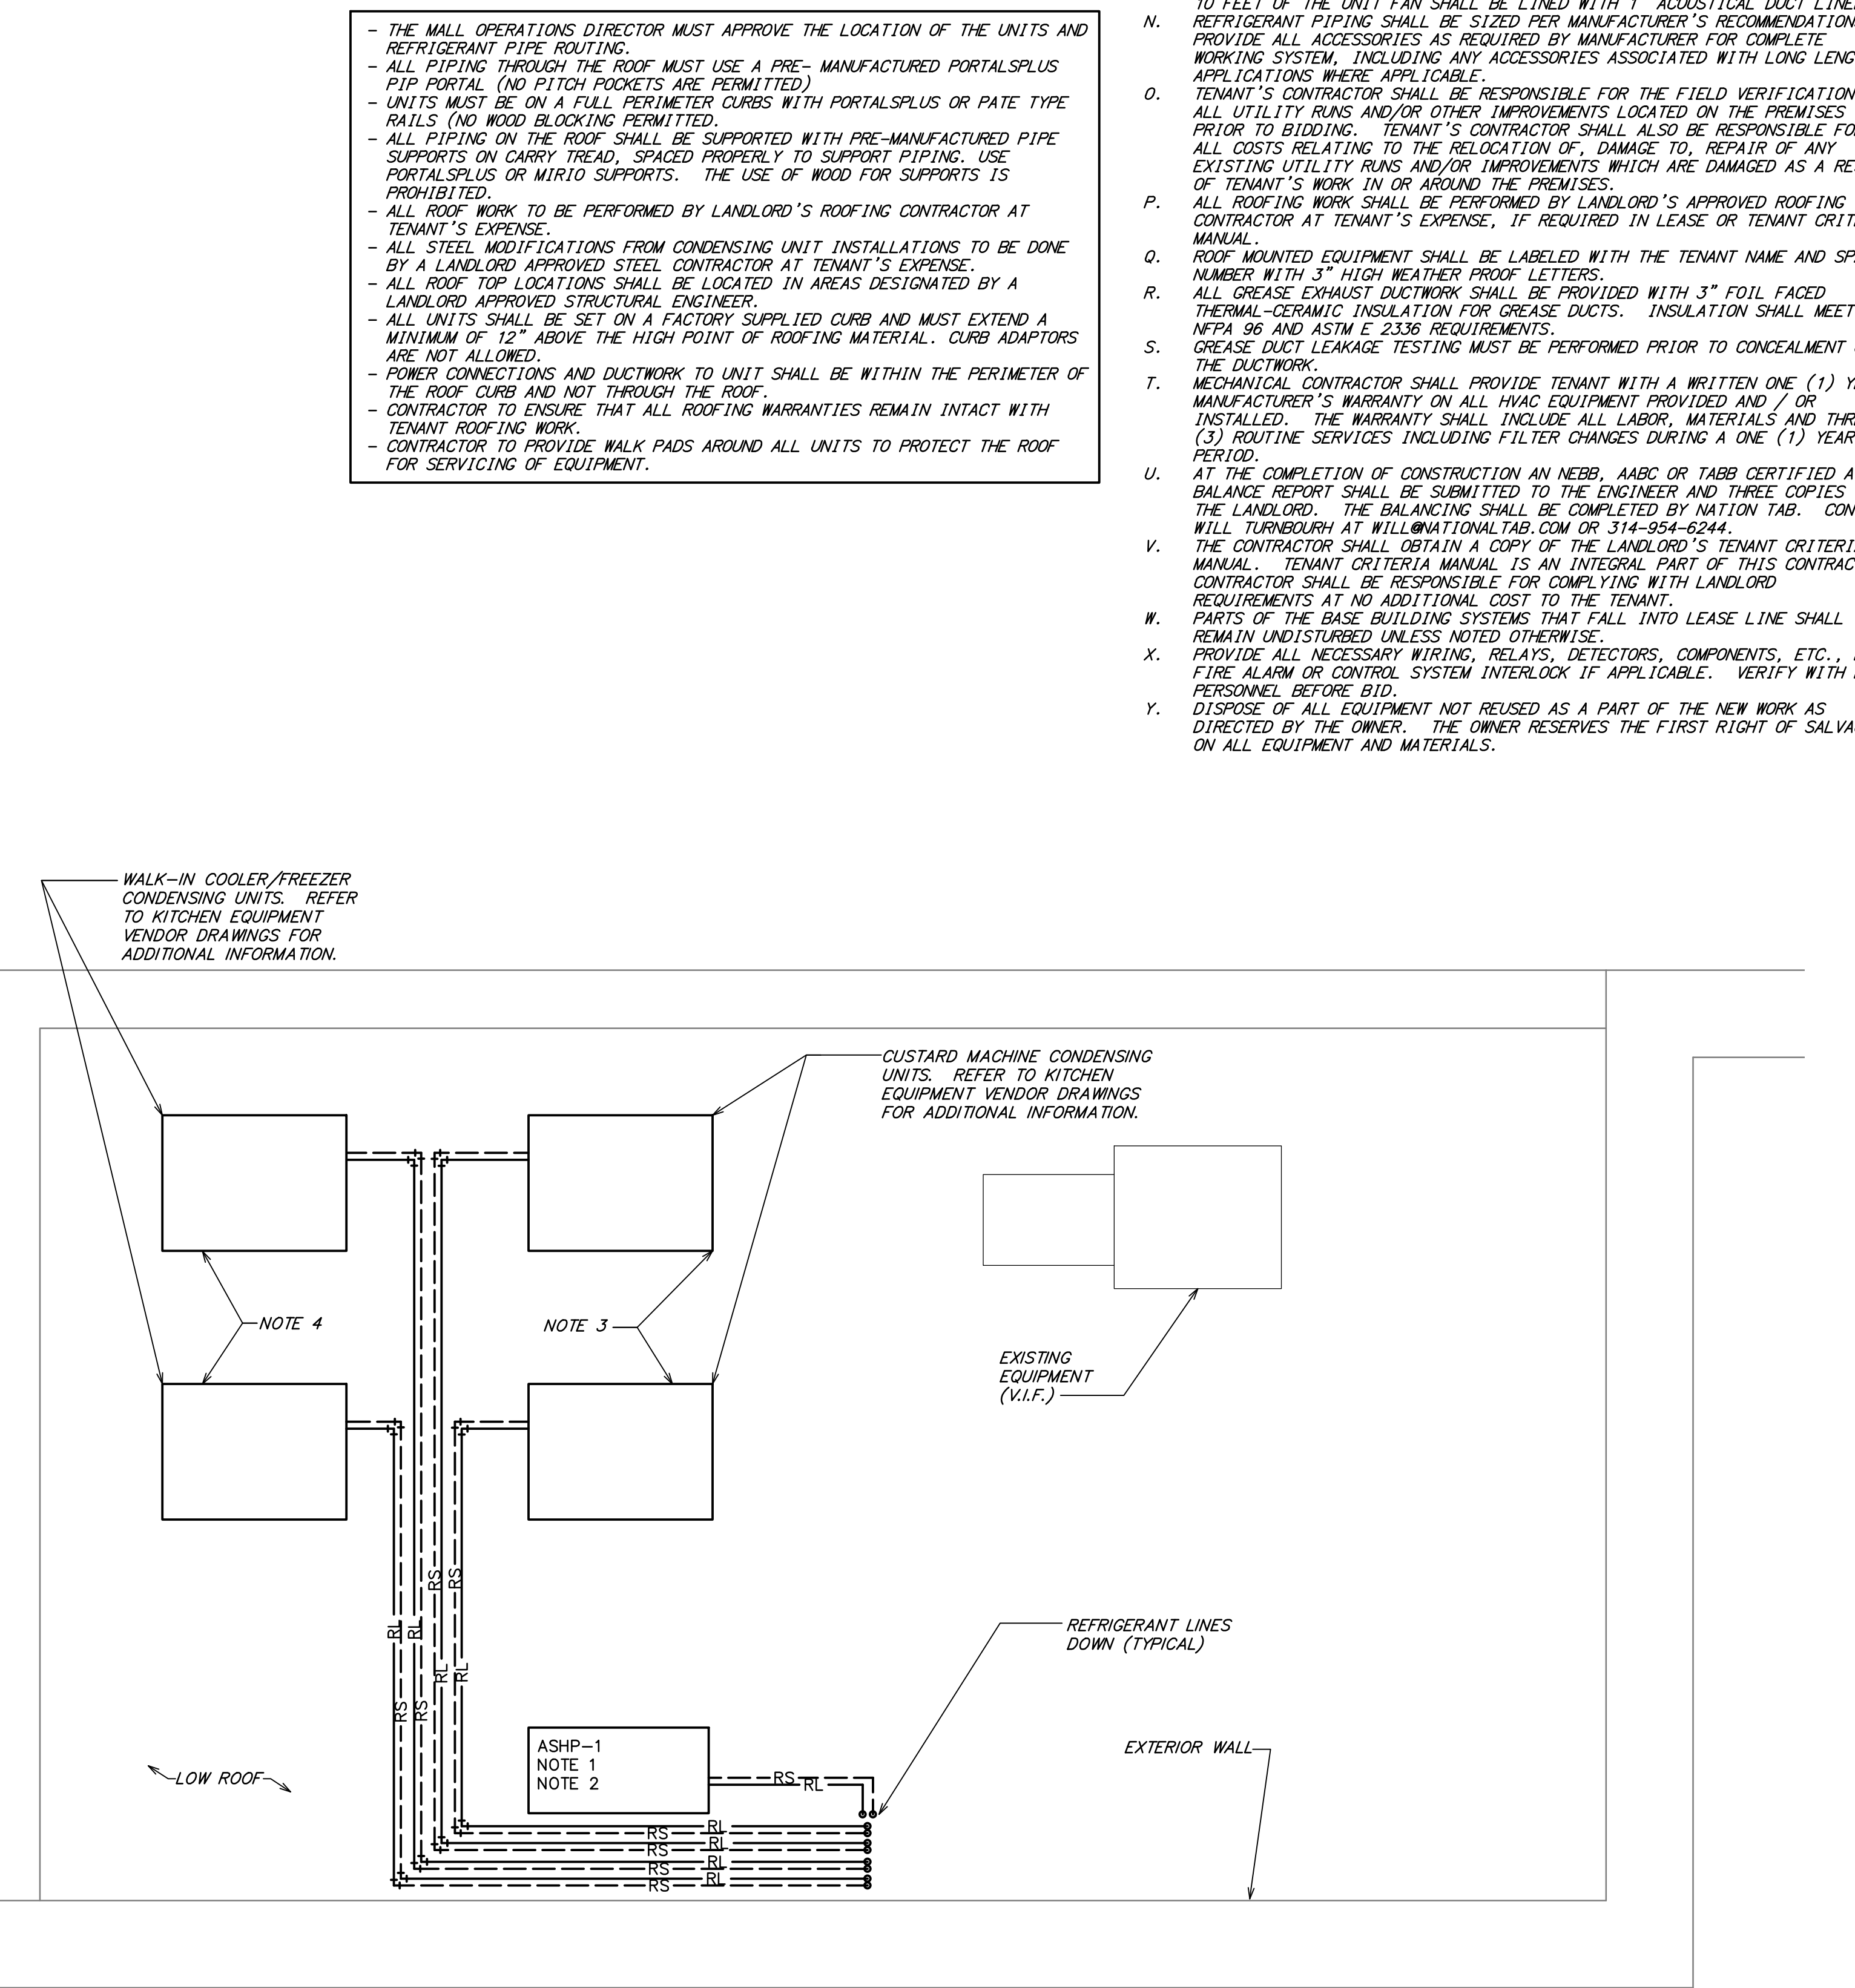 - THE MALL OPERATIONS DIRECTOR MUST APPROVE THE LOCATION OF THE UNITS AND
REFRIGERANT PIPE ROUTING.
- ALL PIPING THROUGH THE ROOF MUST USE A PRE- MANUFACTURED PORTALSPLUS
PIP PORTAL (NO PITCH POCKETS ARE PERMITTED)
- UNITS MUST BE ON A FULL PERIMETER CURBS WITH PORTALSPLUS OR PATE TYPE
RAILS (NO WOOD BLOCKING PERMITTED.
- ALL PIPING ON THE ROOF SHALL BE SUPPORTED WITH PRE-MANUFACTURED PIPE
SUPPORTS ON CARRY TREAD, SPACED PROPERLY TO SUPPORT PIPING. USE
PORTALSPLUS OR MIRIO SUPPORTS. THE USE OF WOOD FOR SUPPORTS IS
PROHIBITED.
- ALL ROOF WORK TO BE PERFORMED BY LANDLORD'S ROOFING CONTRACTOR AT
TENANT'S EXPENSE.
- ALL STEEL MODIFICATIONS FROM CONDENSING UNIT INSTALLATIONS TO BE DONE
BY A LANDLORD APPROVED STEEL CONTRACTOR AT TENANT'S EXPENSE.
- ALL ROOF TOP LOCATIONS SHALL BE LOCATED IN AREAS DESIGNATED BY A
LANDLORD APPROVED STRUCTURAL ENGINEER.
- ALL UNITS SHALL BE SET ON A FACTORY SUPPLIED CURB AND MUST EXTEND A
MINIMUM OF 12" ABOVE THE HIGH POINT OF ROOFING MATERIAL. CURB ADAPTORS
ARE NOT ALLOWED.
- POWER CONNECTIONS AND DUCTWORK TO UNIT SHALL BE WITHIN THE PERIMETER OF
THE ROOF CURB AND NOT THROUGH THE ROOF.
- CONTRACTOR TO ENSURE THAT ALL ROOFING WARRANTIES REMAIN INTACT WITH
TENANT ROOFING WORK.
- CONTRACTOR TO PROVIDE WALK PADS AROUND ALL UNITS TO PROTECT THE ROOF
FOR SERVICING OF EQUIPMENT.
TO FEET OF THE UNIT FAN SHALL BE LINED WITH 1" ACOUSTICAL DUCT
N. REFRIGERANT PIPING SHALL BE SIZED PER MANUFACTURER'S
PROVIDE ALL ACCESSORIES AS REQUIRED BY MANUFACTURER FOR COMPLETE
WORKING SYSTEM, INCLUDING ANY ACCESSORIES ASSOCIATED WITH LONG
APPLICATIONS WHERE APPLICABLE.
O. TENANT'S CONTRACTOR SHALL BE RESPONSIBLE FOR THE FIELD VERIFICATION
ALL UTILITY RUNS AND/OR OTHER IMPROVEMENTS LOCATED ON THE PREMISES
PRIOR TO BIDDING. TENANT'S CONTRACTOR SHALL ALSO BE RESPONSIBLE
ALL COSTS RELATING TO THE RELOCATION OF, DAMAGE TO, REPAIR OF ANY
EXISTING UTILITY RUNS AND/OR IMPROVEMENTS WHICH ARE DAMAGED AS A
OF TENANT'S WORK IN OR AROUND THE PREMISES.
P. ALL ROOFING WORK SHALL BE PERFORMED BY LANDLORD'S APPROVED ROOFING
CONTRACTOR AT TENANT'S EXPENSE, IF REQUIRED IN LEASE OR TENANT
MANUAL.
Q. ROOF MOUNTED EQUIPMENT SHALL BE LABELED WITH THE TENANT NAME AND
NUMBER WITH 3" HIGH WEATHER PROOF LETTERS.
R. ALL GREASE EXHAUST DUCTWORK SHALL BE PROVIDED WITH 3" FOIL FACED
THERMAL-CERAMIC INSULATION FOR GREASE DUCTS. INSULATION SHALL MEET
NFPA 96 AND ASTM E 2336 REQUIREMENTS.
S. GREASE DUCT LEAKAGE TESTING MUST BE PERFORMED PRIOR TO CONCEALMENT
THE DUCTWORK.
T. MECHANICAL CONTRACTOR SHALL PROVIDE TENANT WITH A WRITTEN ONE (1)
MANUFACTURER'S WARRANTY ON ALL HVAC EQUIPMENT PROVIDED AND / OR
INSTALLED. THE WARRANTY SHALL INCLUDE ALL LABOR, MATERIALS AND
(3) ROUTINE SERVICES INCLUDING FILTER CHANGES DURING A ONE (1) YEAR
PERIOD.
U. AT THE COMPLETION OF CONSTRUCTION AN NEBB, AABC OR TABB CERTIFIED
BALANCE REPORT SHALL BE SUBMITTED TO THE ENGINEER AND THREE COPIES
THE LANDLORD. THE BALANCING SHALL BE COMPLETED BY NATION TAB.
WILL TURNBOURH AT WILL@NATIONALTAB.COM OR 314-954-6244.
V. THE CONTRACTOR SHALL OBTAIN A COPY OF THE LANDLORD'S TENANT
MANUAL. TENANT CRITERIA MANUAL IS AN INTEGRAL PART OF THIS
CONTRACTOR SHALL BE RESPONSIBLE FOR COMPLYING WITH LANDLORD
REQUIREMENTS AT NO ADDITIONAL COST TO THE TENANT.
W. PARTS OF THE BASE BUILDING SYSTEMS THAT FALL INTO LEASE LINE SHALL
REMAIN UNDISTURBED UNLESS NOTED OTHERWISE.
X. PROVIDE ALL NECESSARY WIRING, RELAYS, DETECTORS, COMPONENTS, ETC.,
FIRE ALARM OR CONTROL SYSTEM INTERLOCK IF APPLICABLE. VERIFY WITH
PERSONNEL BEFORE BID.
Y. DISPOSE OF ALL EQUIPMENT NOT REUSED AS A PART OF THE NEW WORK AS
DIRECTED BY THE OWNER. THE OWNER RESERVES THE FIRST RIGHT OF
ON ALL EQUIPMENT AND MATERIALS.
WALK-IN COOLER/FREEZER
CONDENSING UNITS. REFER
TO KITCHEN EQUIPMENT
VENDOR DRAWINGS FOR
ADDITIONAL INFORMATION.
CUSTARD MACHINE CONDENSING
UNITS. REFER TO KITCHEN
EQUIPMENT VENDOR DRAWINGS
FOR ADDITIONAL INFORMATION.
NOTE 4
NOTE 3
EXISTING
EQUIPMENT
(V.I.F.)
RS
RS
RL
RL
RL
RL
RS
RS
REFRIGERANT LINES
DOWN (TYPICAL)
ASHP-1
NOTE 1
NOTE 2
RS
RL
EXTERIOR WALL
LOW ROOF
RL
RS
RL
RS
RL
RS
RL
RS